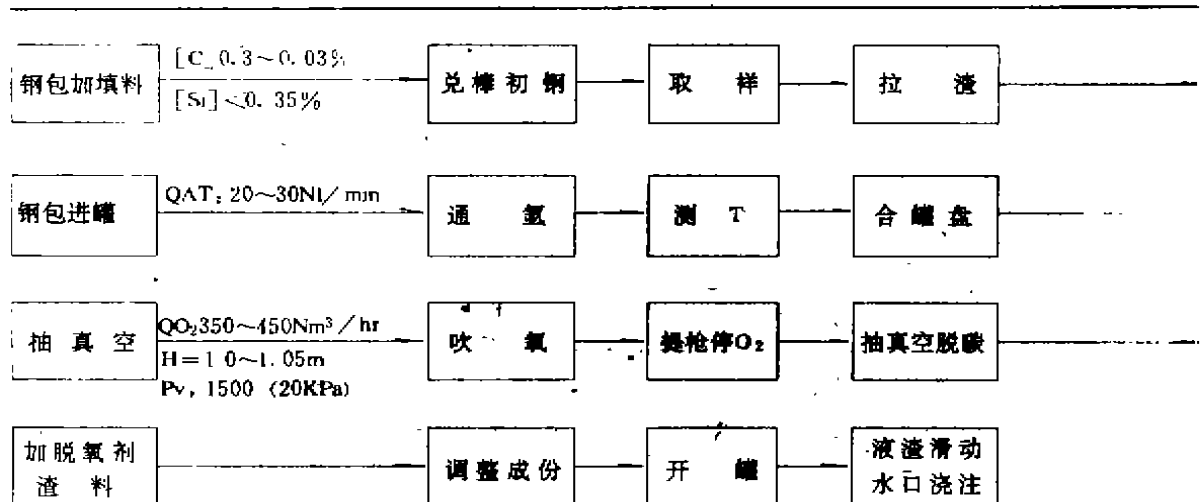 钢包加填料
[C_0.3~0.03%
[Si]<0.35%
兑棒初钢
取样
拉渣
钢包进罐
QAT:20~30Nl/min
通氩
测T
合罐盘
抽真空
QO₂350~450Nm³/hr
H=1 0~1.05m
Pv,1500 (20KPa)
吹氧
提枪停O₂
抽真空脱碳
加脱氧剂
渣料
调整成份
开罐
液渣滑动
水口浇注